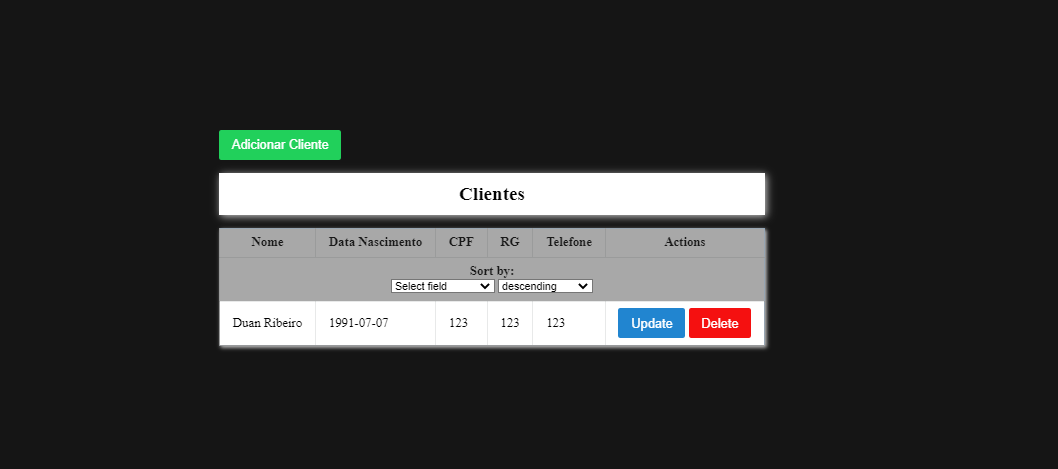 Adicionar Cliente
Clientes
Nome Data Nascimento CPF RG Telefone Actions
Sort by:
Select field descending
Duan Ribeiro 1991-07-07 123 123 123 Update Delete